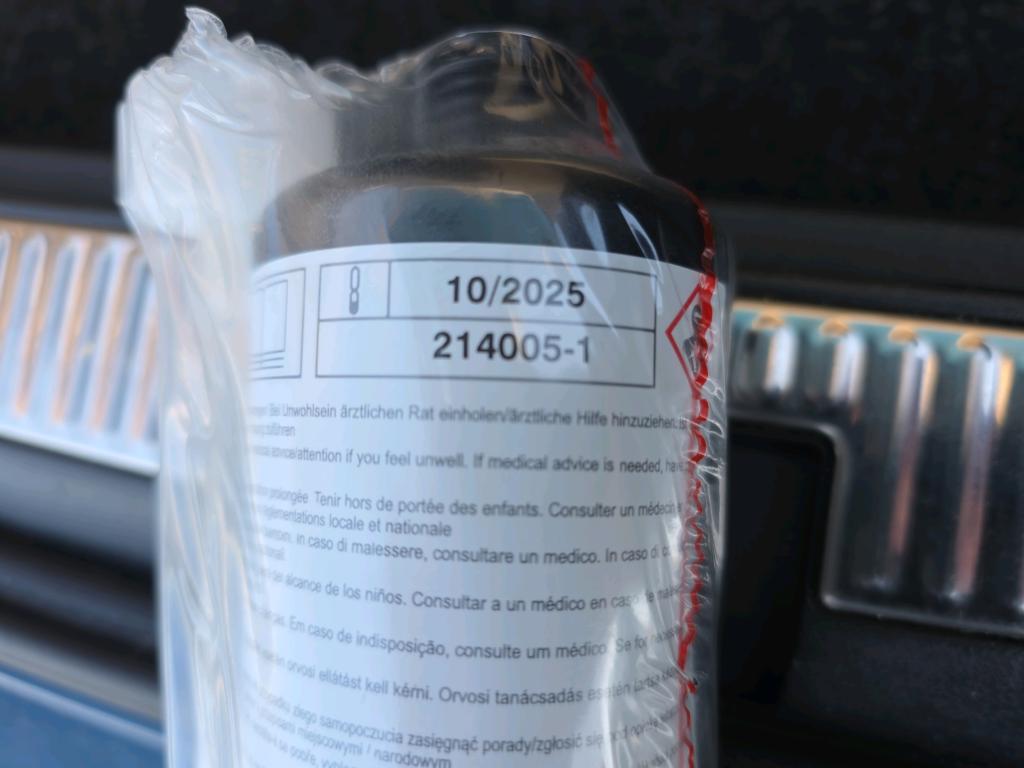 10/2025
214005-1
Bei Unwohlsein ärztlichen Rat einholen/ärztliche Hilfe hinzuziehen.
zuführen
advice/attention if you feel unwell. If medical advice is needed,
prolongée Tenir hors de portée des enfants. Consulter un médecin
réglementations locale et nationale
in caso di malessere, consultare un medico. In caso di
alcance de los niños. Consultar a un médico en caso de
Em caso de indisposição, consulte um médico. Se for
orvosi ellátást kell kérni. Orvosi tanácsadás esetén
złego samopoczucia zasięgnąć porady/zgłosić się pod
miejscowymi / narodowym